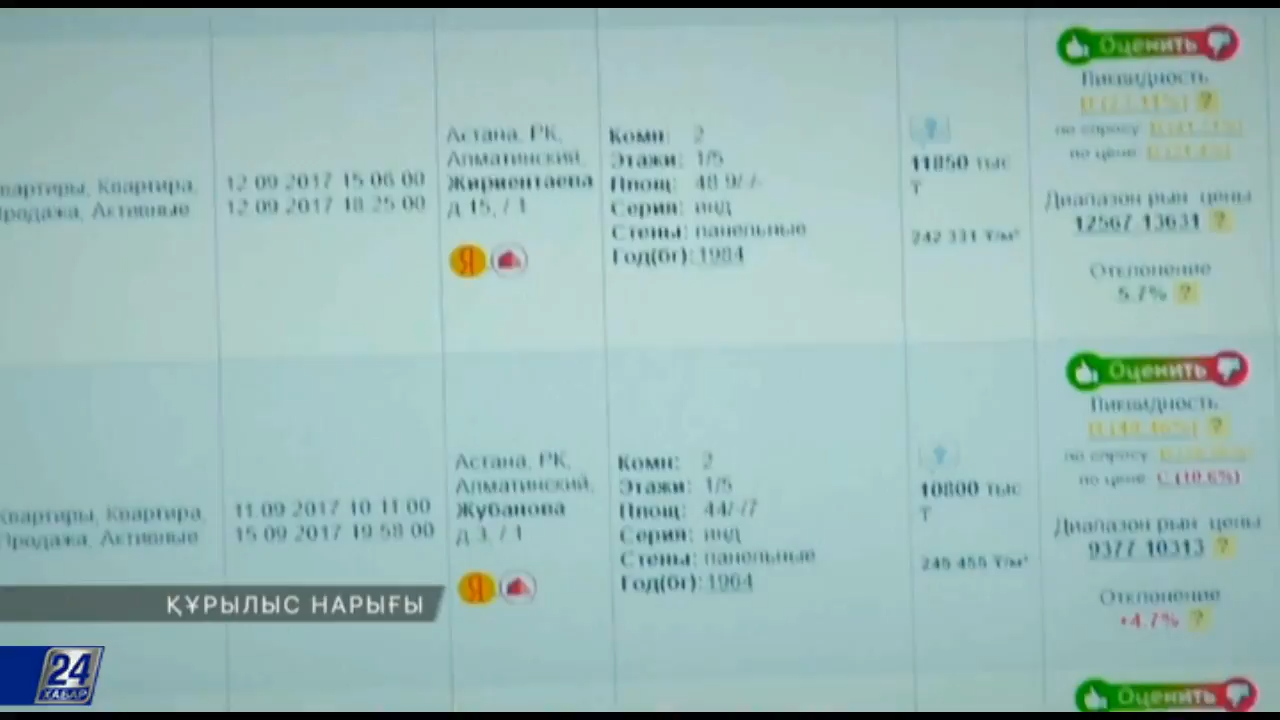 Оценить
Ликвидность
по спросу:
по цене:
Диапазон рын. цены
12567 13631 ?
Отклонение
5.7% ?
квартиры, Квартира,
Продажа, Активные
12 09 2017 15 06 00
12 09 2017 18 25 00
Астана, РК,
Алматинский,
Жирентаева
д 15, / 1
Я
Комн: 2
Этажи: 1/5
Площ: 48.9/-/-
Серия: инд
Стены: панельные
Год(бг): 1984
?
11850 тыс
Т
242 331 Т/м²
Оценить
Ликвидность
по спросу:
по цене: C (10.6%)
Диапазон рын. цены
9377 10313 ?
Отклонение
+4.7% ?
Квартиры, Квартира,
Продажа, Активные
11 09 2017 10 11 00
15 09 2017 19 58 00
Астана, РК,
Алматинский,
Жубанова
д 3, / 1
Я
Комн: 2
Этажи: 1/5
Площ: 44/-/7
Серия: инд
Стены: панельные
Год(бг): 1964
?
10800 тыс
Т
245 455 Т/м²
Оценить
ҚҰРЫЛЫС НАРЫҒЫ
24
ХАБАР